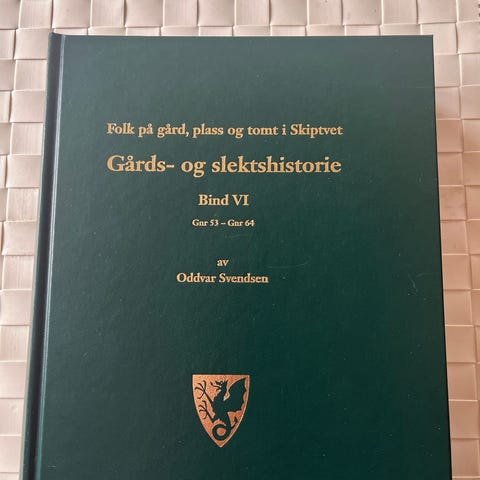 Folk på gård, plass og tomt i Skiptvet
Gårds- og slektshistorie
Bind VI
Gnr 53 – Gnr 64
av
Oddvar Svendsen